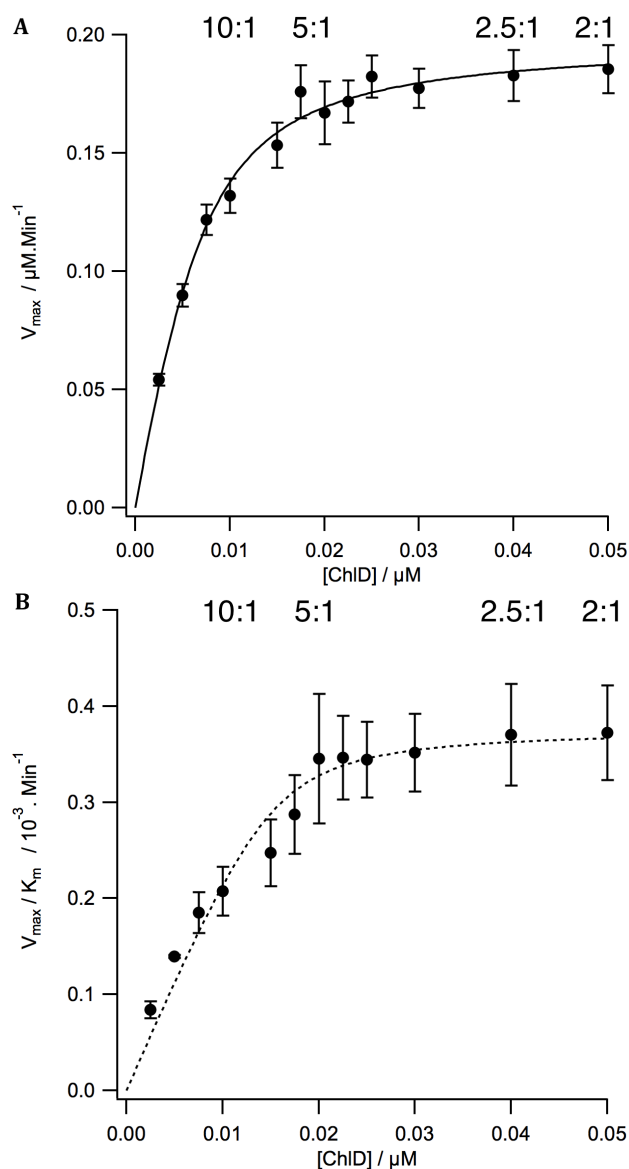 A
10:1 5:1 2.5:1 2:1
0.20
0.15
0.10
0.05
0.00
V_max / µM.Min⁻¹
0.00 0.01 0.02 0.03 0.04 0.05
[ChlD] / µM
B
10:1 5:1 2.5:1 2:1
0.5
0.4
0.3
0.2
0.1
0.0
V_max / K_m / 10⁻³ . Min⁻¹
0.00 0.01 0.02 0.03 0.04 0.05
[ChlD] / µM